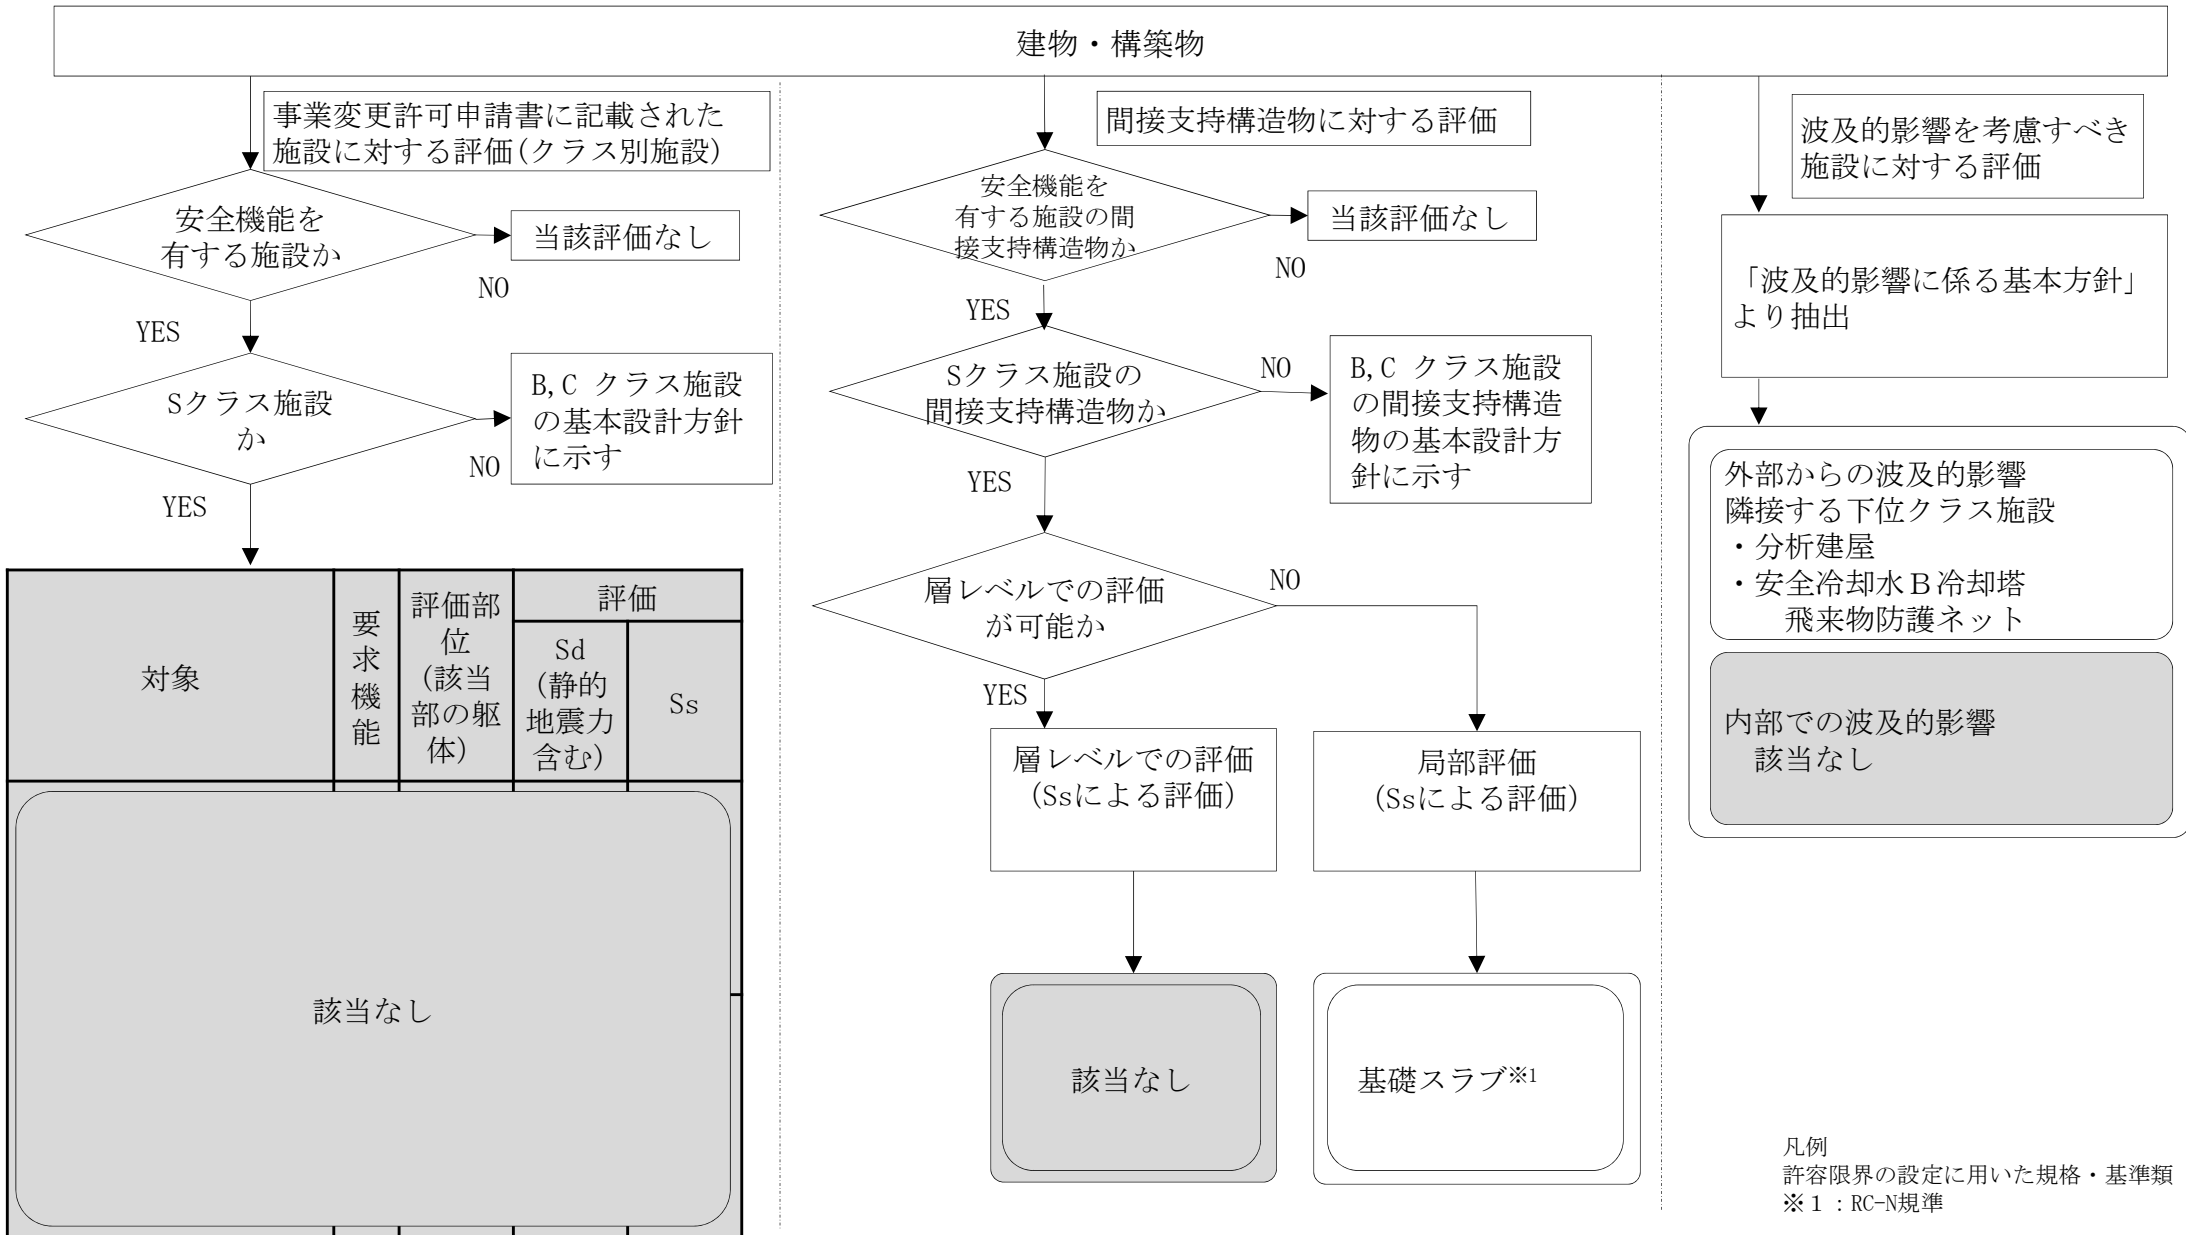 建物・構築物
事業変更許可申請書に記載された
施設に対する評価(クラス別施設)
安全機能を
有する施設か
当該評価なし
NO
YES
Sクラス施設
か
B,C クラス施設
の基本設計方針
に示す
NO
YES
対象
要
求
機
能
評価部
位
(該当
部の躯
体)
評価
Sd
(静的
地震力
含む)
Ss
該当なし
間接支持構造物に対する評価
安全機能を
有する施設の間
接支持構造物か
当該評価なし
NO
YES
Sクラス施設の
間接支持構造物か
NO
B,C クラス施設
の間接支持構造
物の基本設計方
針に示す
YES
層レベルでの評価
が可能か
NO
YES
層レベルでの評価
(Ssによる評価)
局部評価
(Ssによる評価)
該当なし
基礎スラブ※1
波及的影響を考慮すべき
施設に対する評価
「波及的影響に係る基本方針」
より抽出
外部からの波及的影響
隣接する下位クラス施設
・分析建屋
・安全冷却水Ｂ冷却塔
飛来物防護ネット
内部での波及的影響
該当なし
凡例
許容限界の設定に用いた規格・基準類
※１：RC-N規準